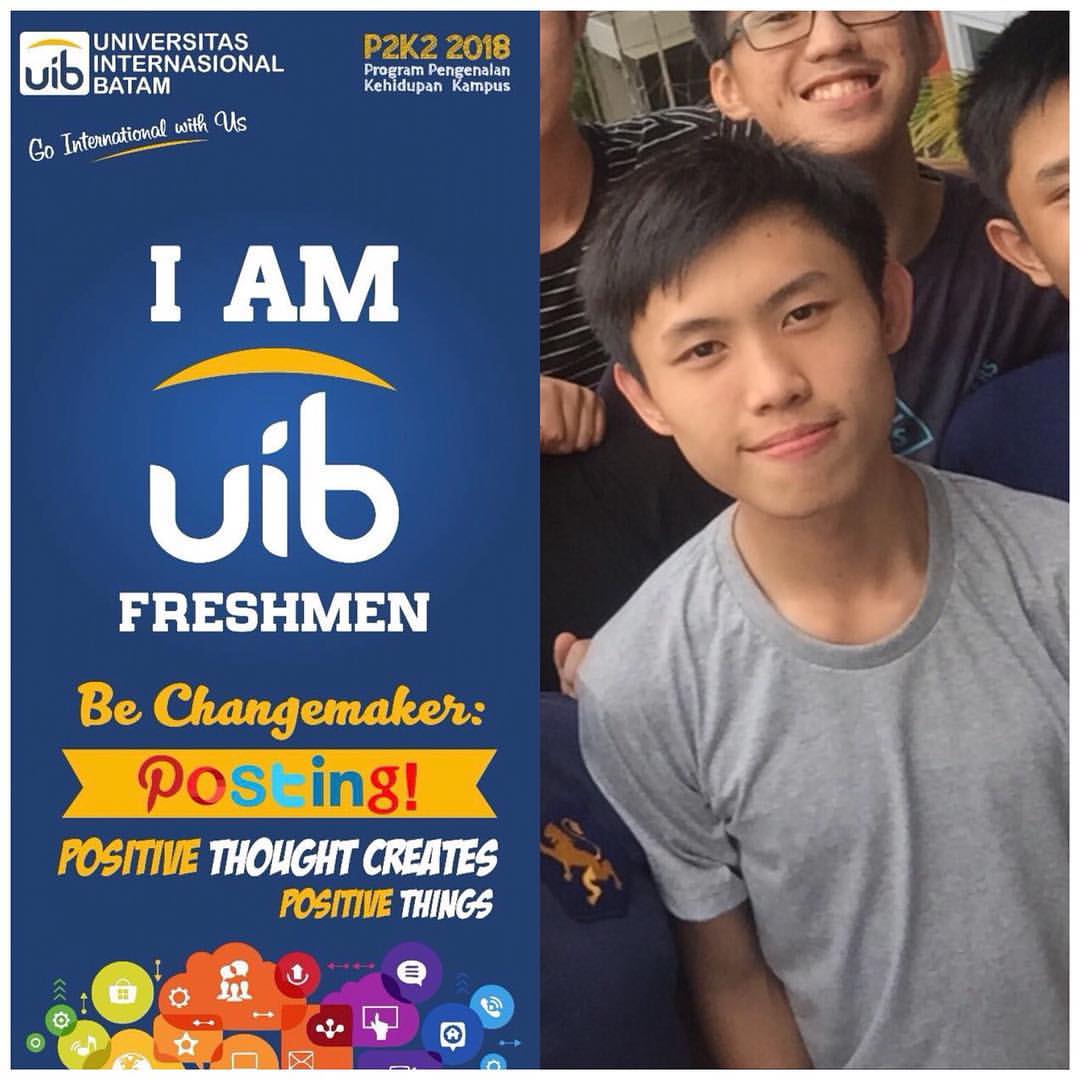 uib
UNIVERSITAS
INTERNASIONAL
BATAM
Go International with Us
P2K2 2018
Program Pengenalan
Kehidupan Kampus
I AM
uib
FRESHMEN
Be Changemaker:
Posting!
POSITIVE THOUGHT CREATES
POSITIVE THINGS